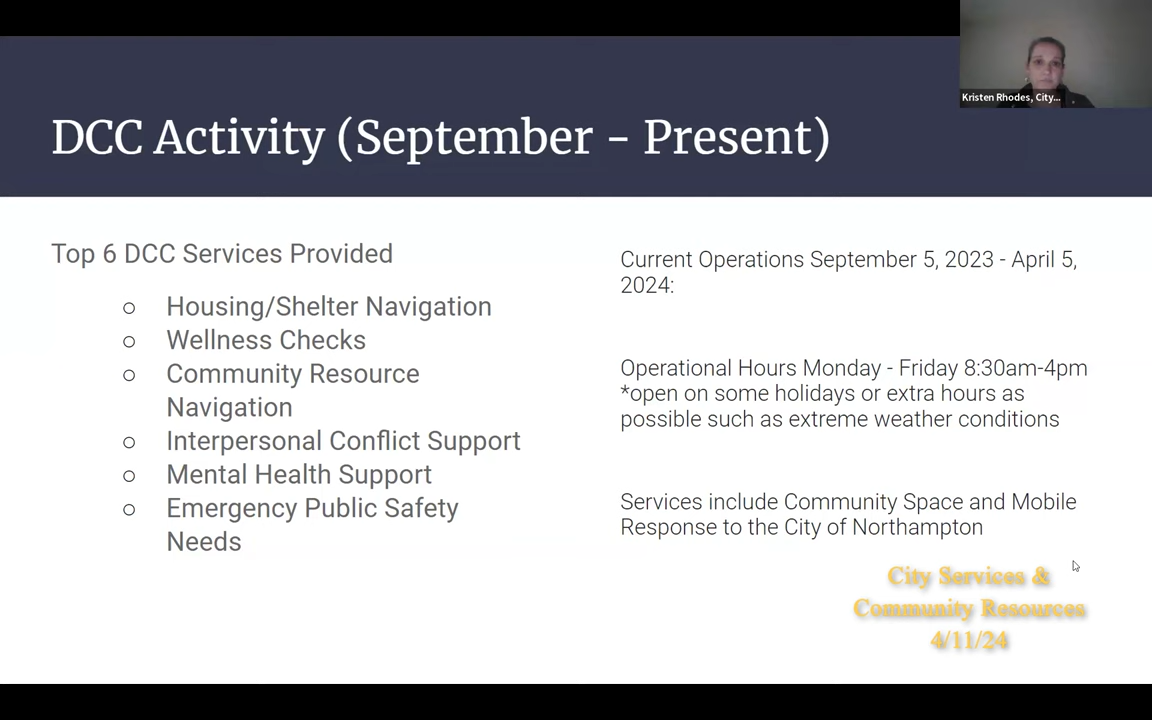 Kristen Rhodes, City...
DCC Activity (September - Present)
Top 6 DCC Services Provided
○ Housing/Shelter Navigation
○ Wellness Checks
○ Community Resource
Navigation
○ Interpersonal Conflict Support
○ Mental Health Support
○ Emergency Public Safety
Needs
Current Operations September 5, 2023 - April 5,
2024:
Operational Hours Monday - Friday 8:30am-4pm
*open on some holidays or extra hours as
possible such as extreme weather conditions
Services include Community Space and Mobile
Response to the City of Northampton
City Services &
Community Resources
4/11/24